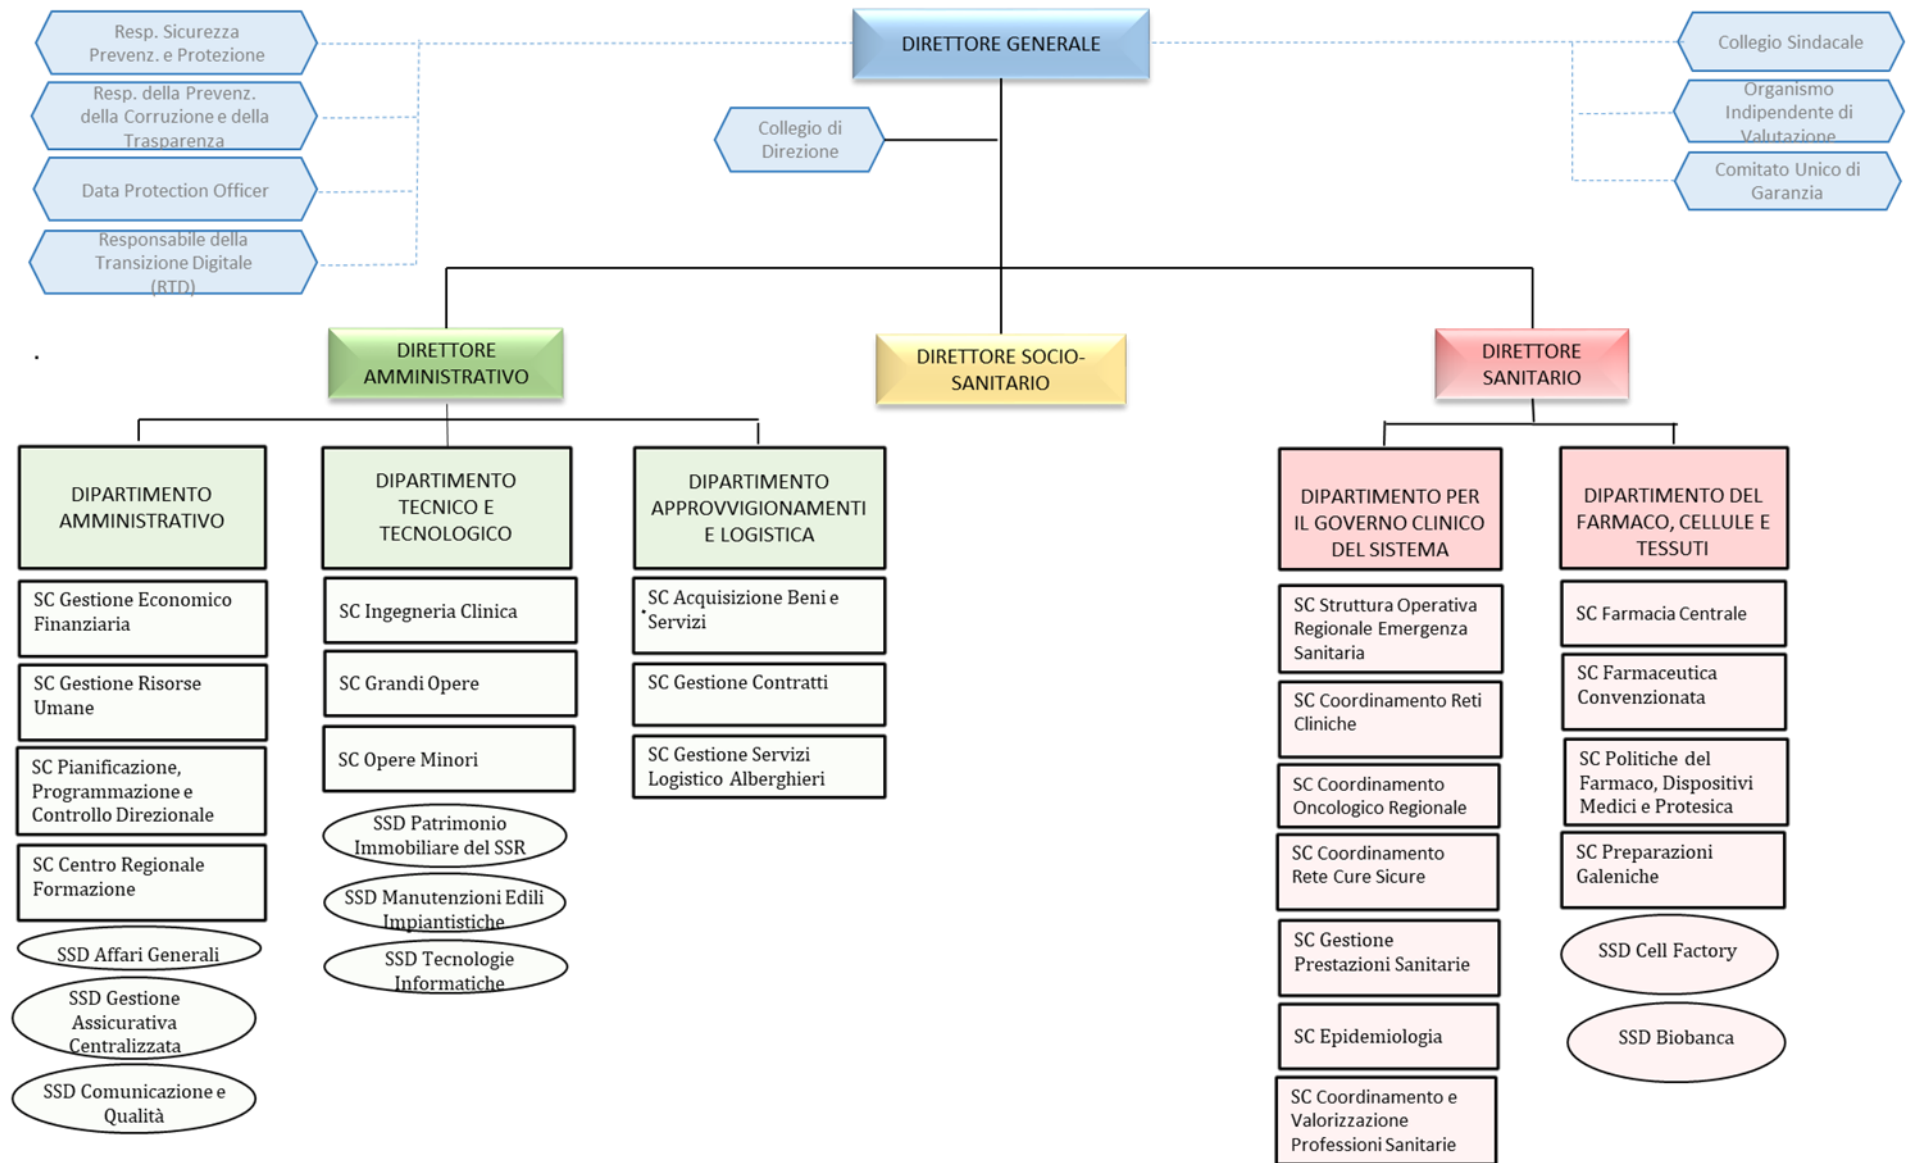 Resp. Sicurezza
Prevenz. e Protezione
Resp. della Prevenz.
della Corruzione e della
Trasparenza
Data Protection Officer
Responsabile della
Transizione Digitale
(RTD)
DIRETTORE GENERALE
Collegio di
Direzione
Collegio Sindacale
Organismo
Indipendente di
Valutazione
Comitato Unico di
Garanzia
DIRETTORE
AMMINISTRATIVO
DIRETTORE SOCIO-
SANITARIO
DIRETTORE
SANITARIO
DIPARTIMENTO
AMMINISTRATIVO
SC Gestione Economico
Finanziaria
SC Gestione Risorse
Umane
SC Pianificazione,
Programmazione e
Controllo Direzionale
SC Centro Regionale
Formazione
SSD Affari Generali
SSD Gestione
Assicurativa
Centralizzata
SSD Comunicazione e
Qualità
DIPARTIMENTO
TECNICO E
TECNOLOGICO
SC Ingegneria Clinica
SC Grandi Opere
SC Opere Minori
SSD Patrimonio
Immobiliare del SSR
SSD Manutenzioni Edili
Impiantistiche
SSD Tecnologie
Informatiche
DIPARTIMENTO
APPROVVIGIONAMENTI
E LOGISTICA
SC Acquisizione Beni e
Servizi
SC Gestione Contratti
SC Gestione Servizi
Logistico Alberghieri
DIPARTIMENTO PER
IL GOVERNO CLINICO
DEL SISTEMA
SC Struttura Operativa
Regionale Emergenza
Sanitaria
SC Coordinamento Reti
Cliniche
SC Coordinamento
Oncologico Regionale
SC Coordinamento
Rete Cure Sicure
SC Gestione
Prestazioni Sanitarie
SC Epidemiologia
SC Coordinamento e
Valorizzazione
Professioni Sanitarie
DIPARTIMENTO DEL
FARMACO, CELLULE E
TESSUTI
SC Farmacia Centrale
SC Farmaceutica
Convenzionata
SC Politiche del
Farmaco, Dispositivi
Medici e Protesica
SC Preparazioni
Galeniche
SSD Cell Factory
SSD Biobanca